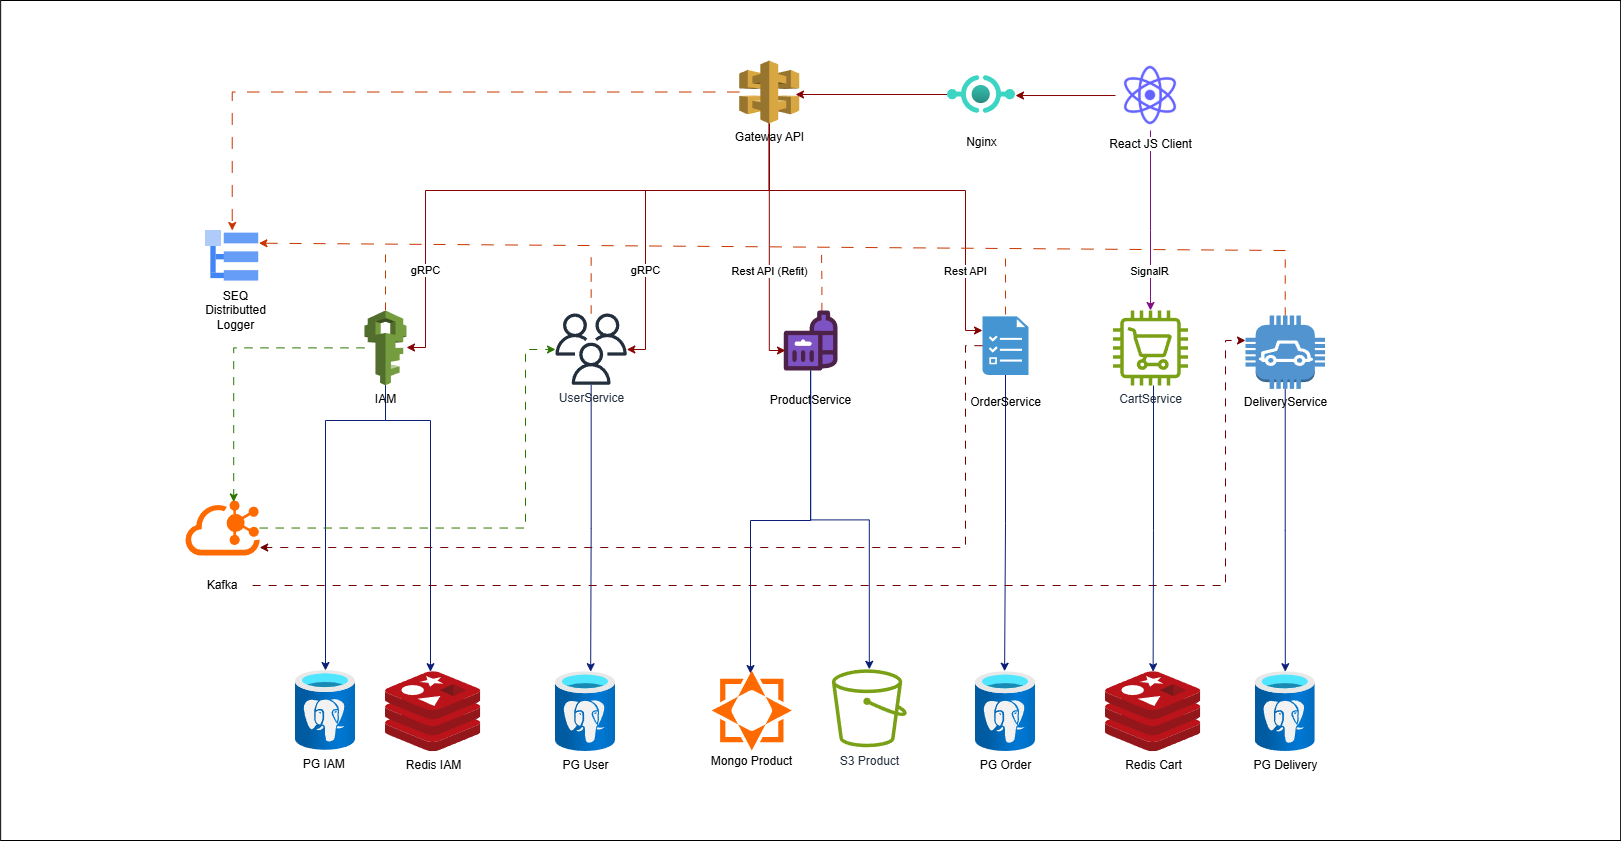 Gateway API
Nginx
React JS Client
gRPC
gRPC
Rest API (Refit)
Rest API
SignalR
SEQ
Distributted
Logger
IAM
UserService
ProductService
OrderService
CartService
DeliveryService
Kafka
PG IAM
Redis IAM
PG User
Mongo Product
S3 Product
PG Order
Redis Cart
PG Delivery